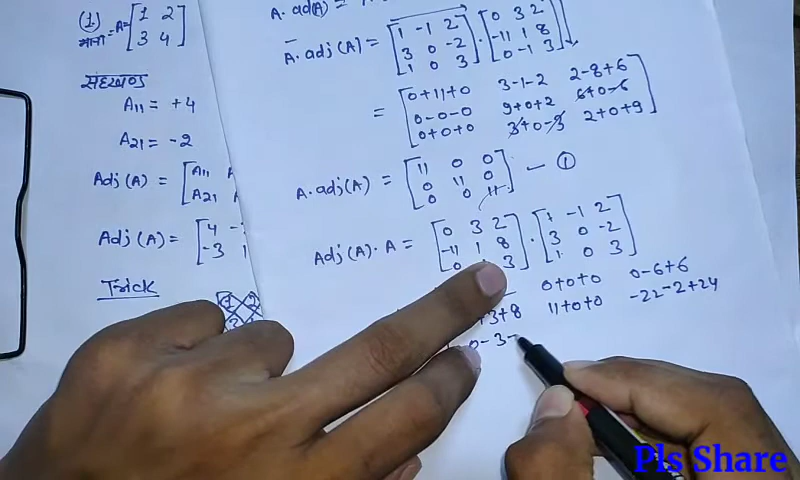 (1.) माना A = [1 2
3 4]
सहखण्ड
A11 = +4
A21 = -2
Adj(A) = [A11
A21
Adj(A) = [4 -
-3 1
Trick
A. adj(A) =
A. adj(A) = [1 -1 2] . [0 3 2]
[3 0 -2] [-11 1 8]
[1 0 3] [0 -1 3]
= [0+11+0 3-1-2 2-8+6]
[0-0-0 9+0+2 6+0-6]
[0+0+0 3+0-3 2+0+9]
A. adj(A) = [11 0 0] — ①
[0 11 0]
[0 0 11]
Adj(A). A = [0 3 2] . [1 -1 2]
[-11 1 8] [3 0 -2]
[0 3] [1 0 3]
0+0+0 0-6+6
+3+8 11+0+0 -22-2+24
0-3+
Pls Share